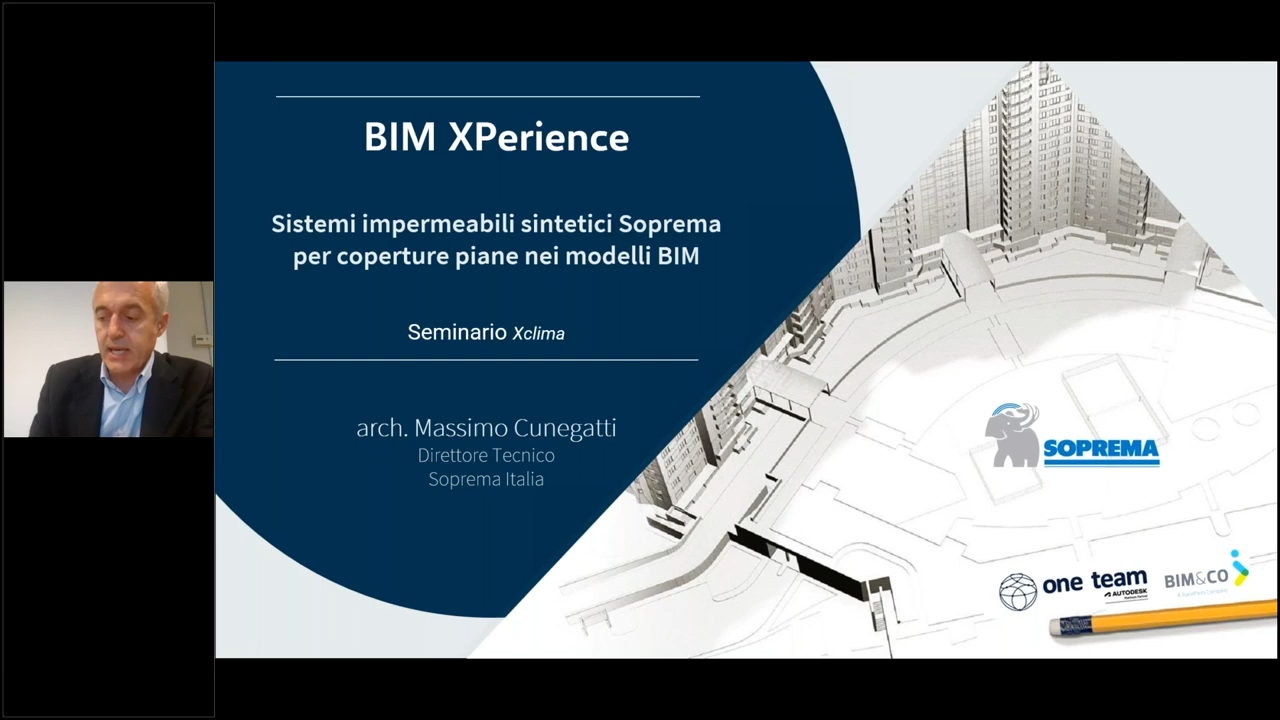 BIM XPerience
Sistemi impermeabili sintetici Soprema
per coperture piane nei modelli BIM
Seminario Xclima
arch. Massimo Cunegatti
Direttore Tecnico
Soprema Italia
SOPREMA
one team
AUTODESK
BIM&CO